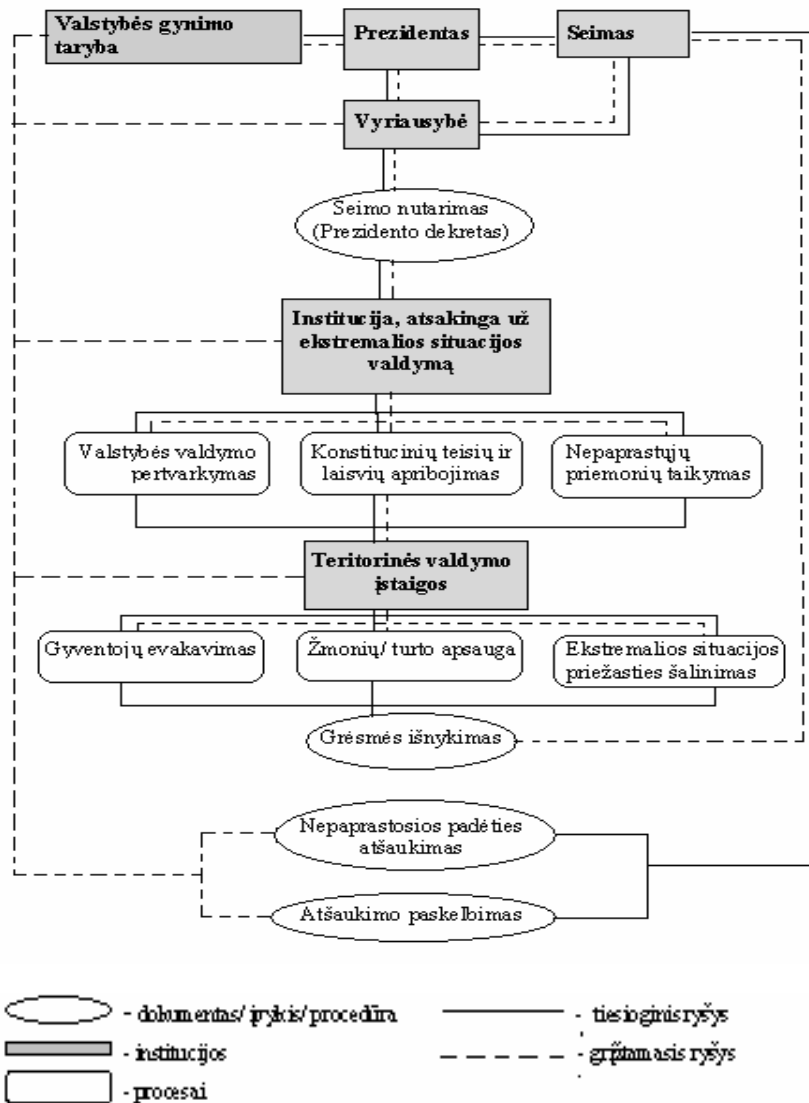 Valstybės gynimo
taryba
Prezidentas
Seimas
Vyriausybė
Seimo nutarimas
(Prezidento dekretas)
Institucija, atsakinga už
ekstremalios situacijos
valdymą
Valstybės valdymo
pertvarkymas
Konstitucinių teisių ir
laisvių apribojimas
Nepaprastųjų
priemonių taikymas
Teritorinės valdymo
įstaigos
Gyventojų evakavimas
Žmonių/ turto apsauga
Ekstremalios situacijos
priežasties šalinimas
Grėsmės išnykimas
Nepaprastosios padėties
atšaukimas
Atšaukimo paskelbimas
- dokumentas/ įvykis/ procedūra
- tiesioginis ryšys
- institucijos
- grįžtamasis ryšys
- procesai